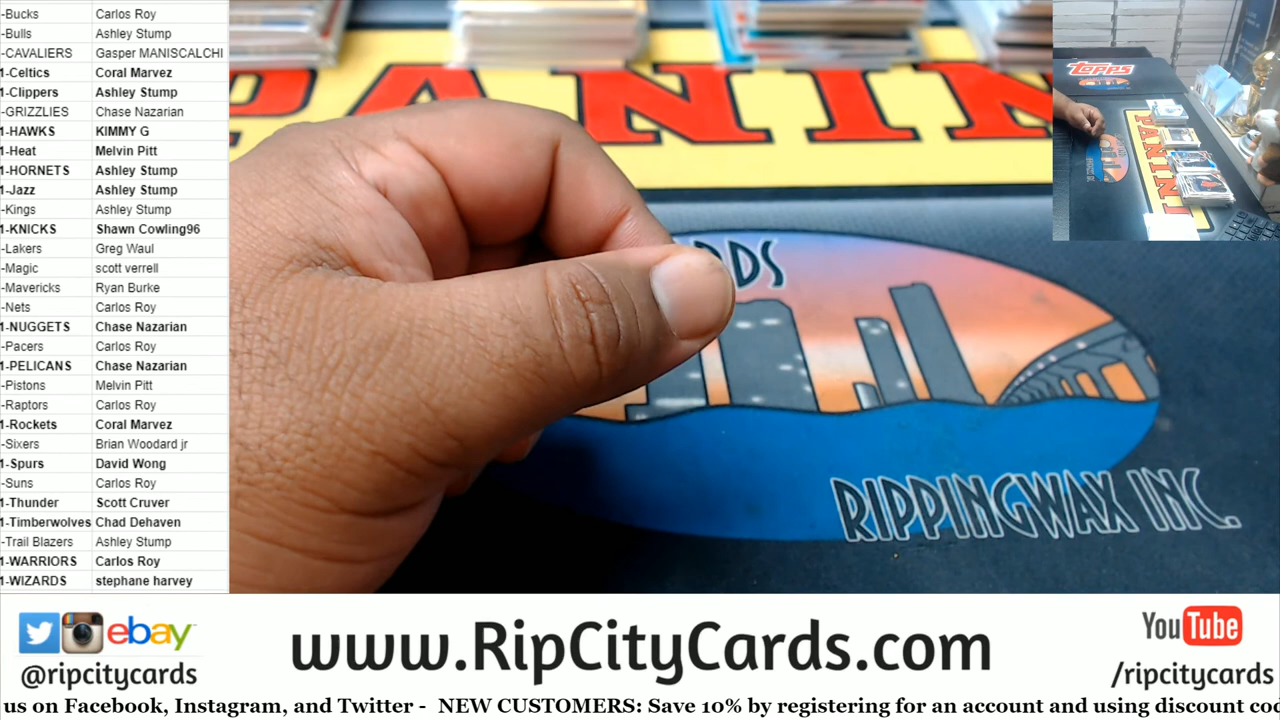 -Bucks Carlos Roy
-Bulls Ashley Stump
-CAVALIERS Gasper MANISCALCHI
1-Celtics Coral Marvez
1-Clippers Ashley Stump
-GRIZZLIES Chase Nazarian
1-HAWKS KIMMY G
1-Heat Melvin Pitt
1-HORNETS Ashley Stump
1-Jazz Ashley Stump
-Kings Ashley Stump
1-KNICKS Shawn Cowling96
-Lakers Greg Waul
-Magic scott verrell
-Mavericks Ryan Burke
-Nets Carlos Roy
1-NUGGETS Chase Nazarian
-Pacers Carlos Roy
1-PELICANS Chase Nazarian
-Pistons Melvin Pitt
-Raptors Carlos Roy
1-Rockets Coral Marvez
-Sixers Brian Woodard jr
1-Spurs David Wong
-Suns Carlos Roy
1-Thunder Scott Cruver
1-Timberwolves Chad Dehaven
-Trail Blazers Ashley Stump
1-WARRIORS Carlos Roy
1-WIZARDS stephane harvey
PANINI
RDS
RIPPINGWAX INC.
Topps
PANINI
ebay
@ripcitycards
www.RipCityCards.com
YouTube
/ripcitycards
us on Facebook, Instagram, and Twitter - NEW CUSTOMERS: Save 10% by registering for an account and using discount